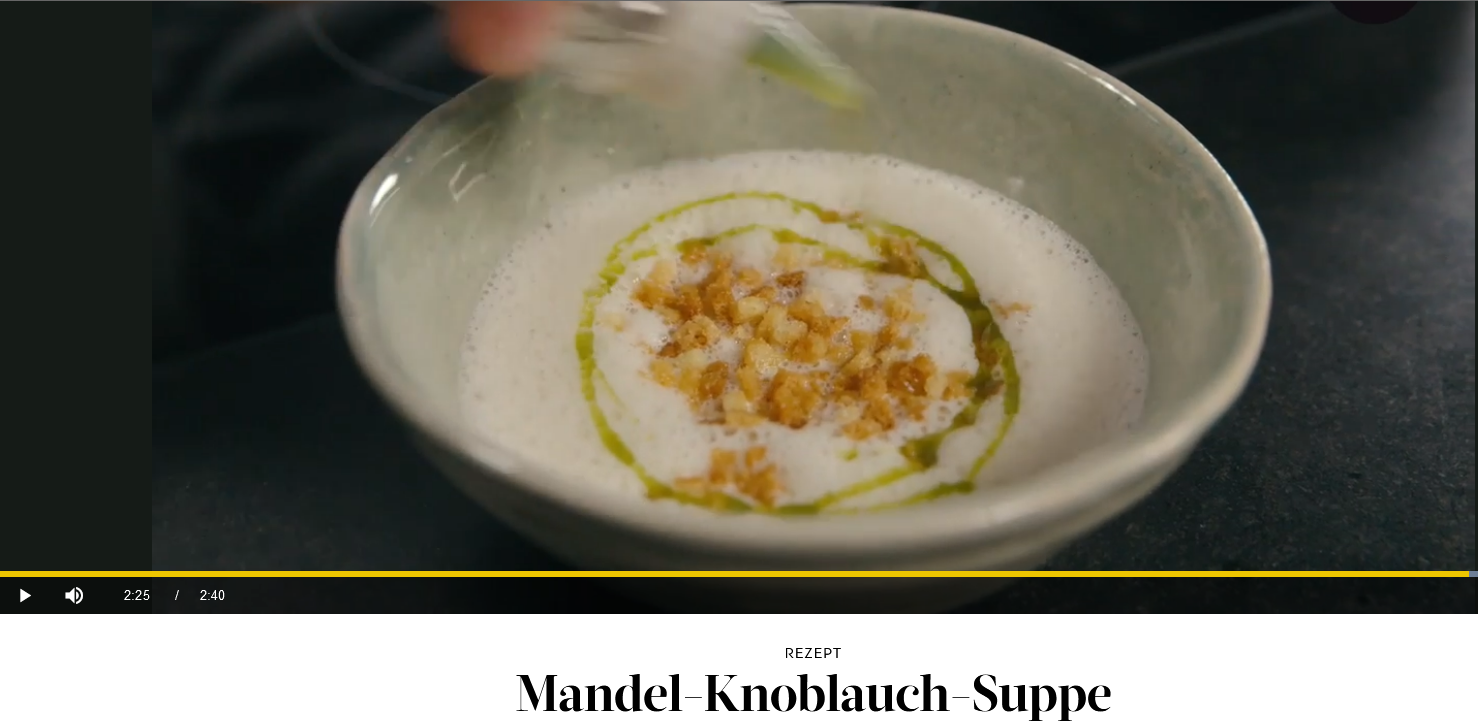 2:25 / 2:40
REZEPT
Mandel-Knoblauch-Suppe